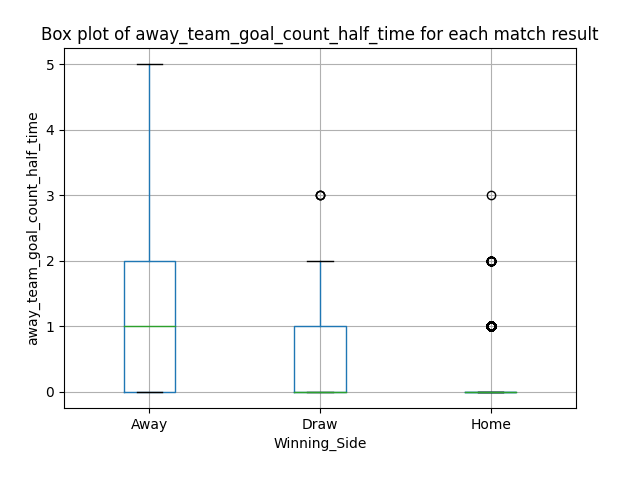 Box plot of away_team_goal_count_half_time for each match result
5
4
3
2
1
0
away_team_goal_count_half_time
Away
Draw
Home
Winning_Side